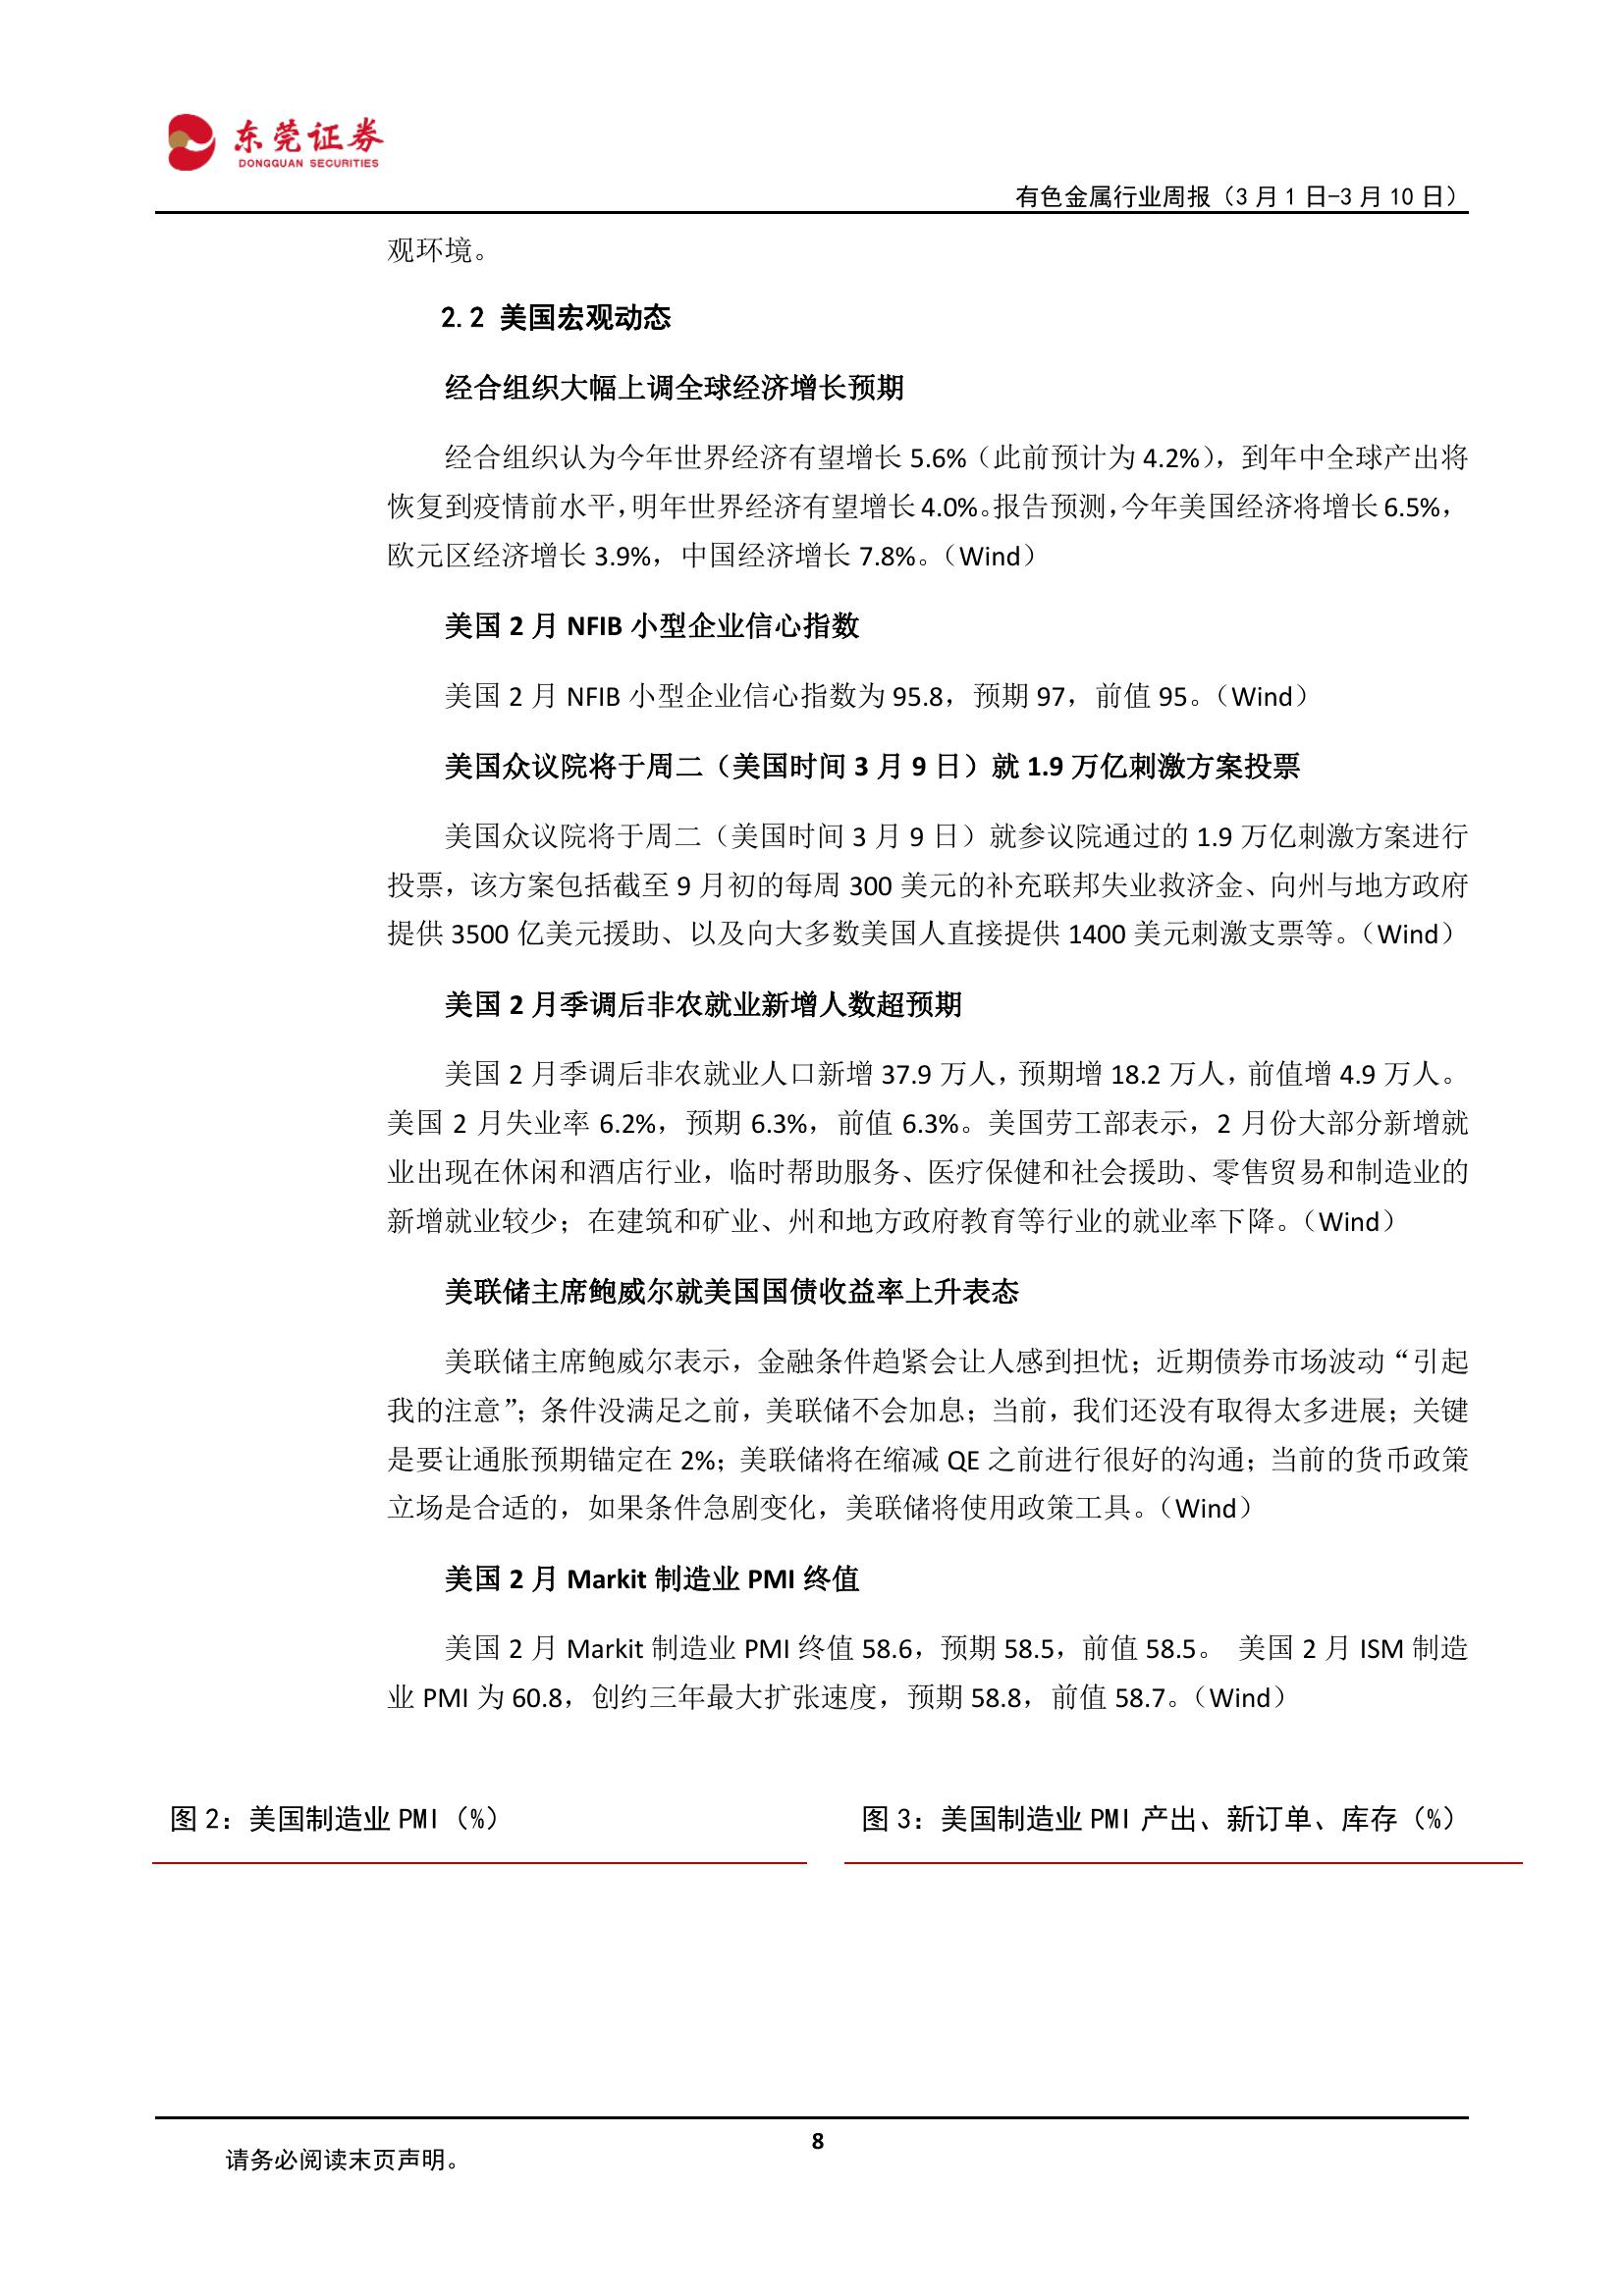 东莞证券
DONGGUAN SECURITIES
有色金属行业周报（3 月 1 日-3 月 10 日）
观环境。
2.2 美国宏观动态
经合组织大幅上调全球经济增长预期
经合组织认为今年世界经济有望增长 5.6%（此前预计为 4.2%），到年中全球产出将
恢复到疫情前水平，明年世界经济有望增长 4.0%。报告预测，今年美国经济将增长 6.5%，
欧元区经济增长 3.9%，中国经济增长 7.8%。（Wind）
美国 2 月 NFIB 小型企业信心指数
美国 2 月 NFIB 小型企业信心指数为 95.8，预期 97，前值 95。（Wind）
美国众议院将于周二（美国时间 3 月 9 日）就 1.9 万亿刺激方案投票
美国众议院将于周二（美国时间 3 月 9 日）就参议院通过的 1.9 万亿刺激方案进行
投票，该方案包括截至 9 月初的每周 300 美元的补充联邦失业救济金、向州与地方政府
提供 3500 亿美元援助、以及向大多数美国人直接提供 1400 美元刺激支票等。（Wind）
美国 2 月季调后非农就业新增人数超预期
美国 2 月季调后非农就业人口新增 37.9 万人，预期增 18.2 万人，前值增 4.9 万人。
美国 2 月失业率 6.2%，预期 6.3%，前值 6.3%。美国劳工部表示，2 月份大部分新增就
业出现在休闲和酒店行业，临时帮助服务、医疗保健和社会援助、零售贸易和制造业的
新增就业较少；在建筑和矿业、州和地方政府教育等行业的就业率下降。（Wind）
美联储主席鲍威尔就美国国债收益率上升表态
美联储主席鲍威尔表示，金融条件趋紧会让人感到担忧；近期债券市场波动“引起
我的注意”；条件没满足之前，美联储不会加息；当前，我们还没有取得太多进展；关键
是要让通胀预期锚定在 2%；美联储将在缩减 QE 之前进行很好的沟通；当前的货币政策
立场是合适的，如果条件急剧变化，美联储将使用政策工具。（Wind）
美国 2 月 Markit 制造业 PMI 终值
美国 2 月 Markit 制造业 PMI 终值 58.6，预期 58.5，前值 58.5。 美国 2 月 ISM 制造
业 PMI 为 60.8，创约三年最大扩张速度，预期 58.8，前值 58.7。（Wind）
图 2：美国制造业 PMI（%）
图 3：美国制造业 PMI 产出、新订单、库存（%）
8
请务必阅读末页声明。